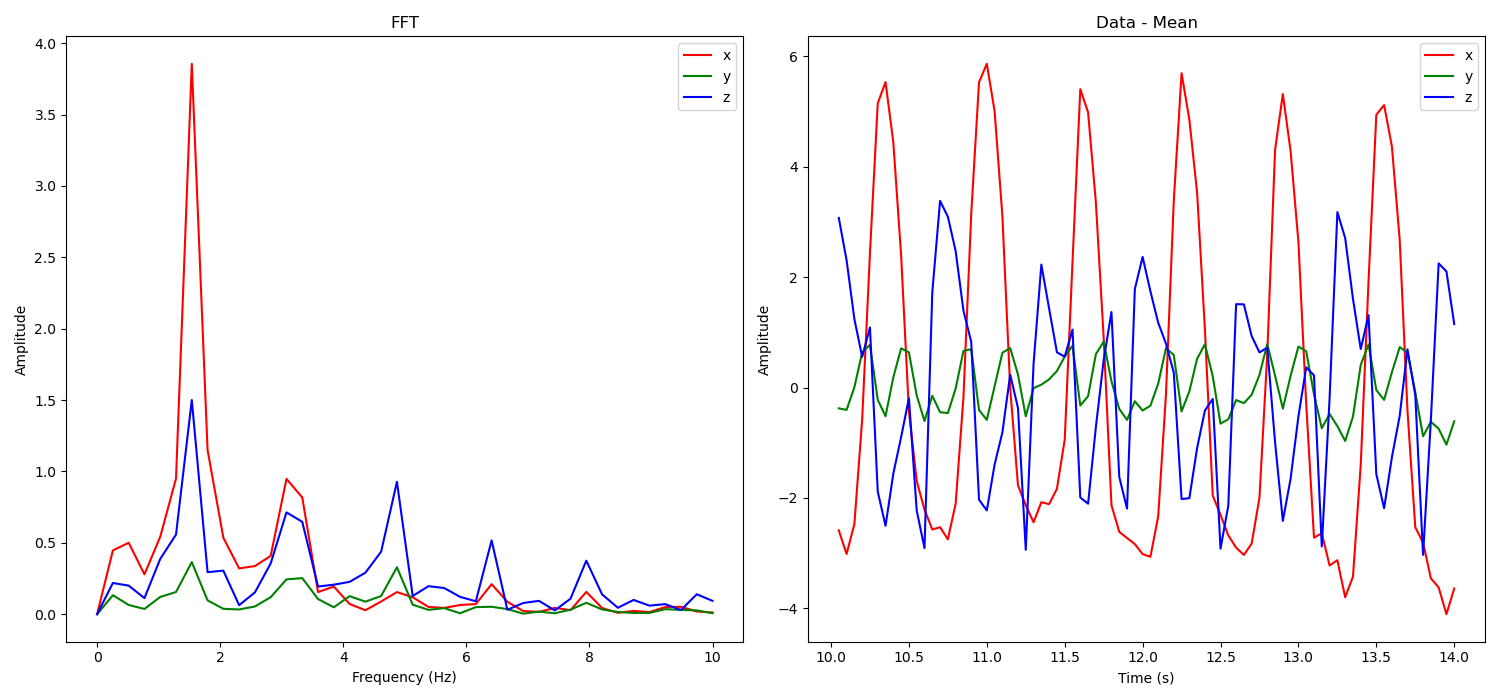 FFT
4.0
3.5
3.0
2.5
2.0
1.5
1.0
0.5
0.0
Amplitude
x
y
z
0
2
4
6
8
10
Frequency (Hz)
Data - Mean
6
4
2
0
−2
−4
Amplitude
x
y
z
10.0
10.5
11.0
11.5
12.0
12.5
13.0
13.5
14.0
Time (s)